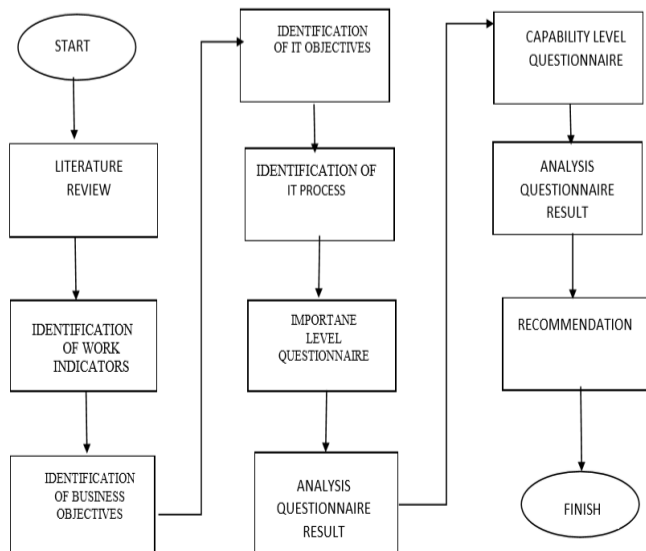 START
LITERATURE
REVIEW
IDENTIFICATION
OF WORK
INDICATORS
IDENTIFICATION
OF BUSINESS
OBJECTIVES
IDENTIFICATION
OF IT OBJECTIVES
IDENTIFICATION OF
IT PROCESS
IMPORTANE
LEVEL
QUESTIONNAIRE
ANALYSIS
QUESTIONNAIRE
RESULT
CAPABILITY LEVEL
QUESTIONNAIRE
ANALYSIS
QUESTIONNAIRE
RESULT
RECOMMENDATION
FINISH